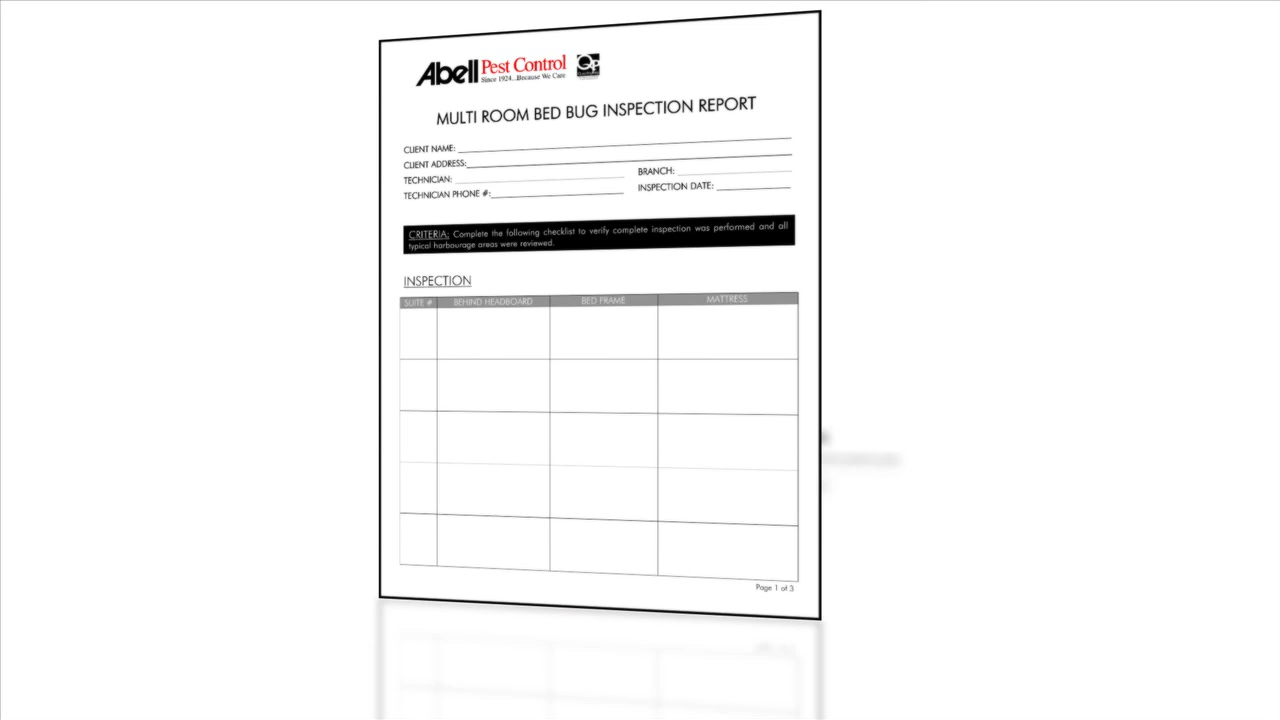 Abell Pest Control
Since 1924...Because We Care
QP
MULTI ROOM BED BUG INSPECTION REPORT
CLIENT NAME:
CLIENT ADDRESS:
TECHNICIAN: BRANCH:
TECHNICIAN PHONE #: INSPECTION DATE:
CRITERIA: Complete the following checklist to verify complete inspection was performed and all
typical harbourage areas were reviewed.
INSPECTION
SUITE # BEHIND HEADBOARD BED FRAME MATTRESS
Page 1 of 3